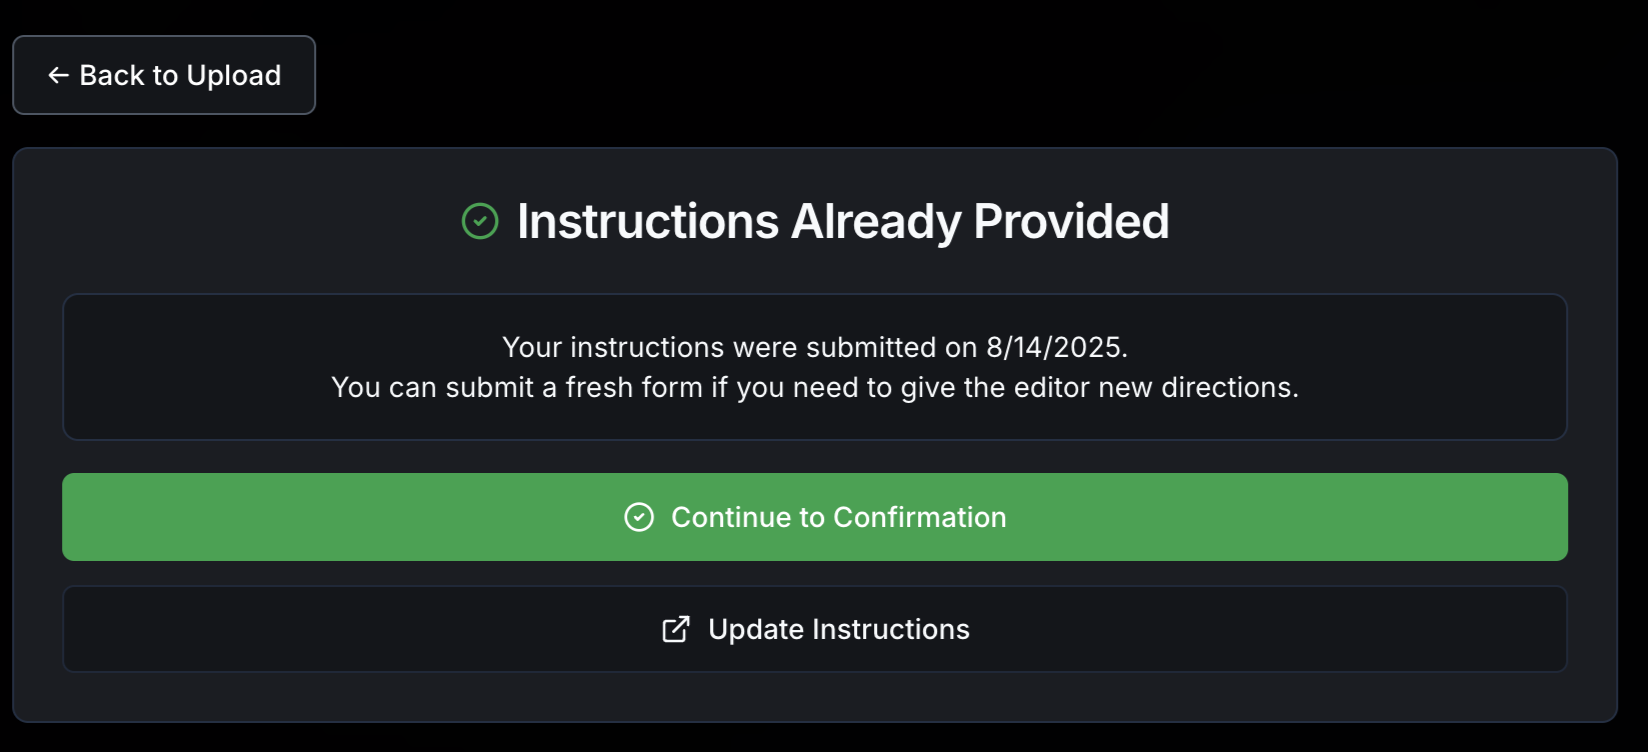 ← Back to Upload
Instructions Already Provided
Your instructions were submitted on 8/14/2025.
You can submit a fresh form if you need to give the editor new directions.
Continue to Confirmation
Update Instructions